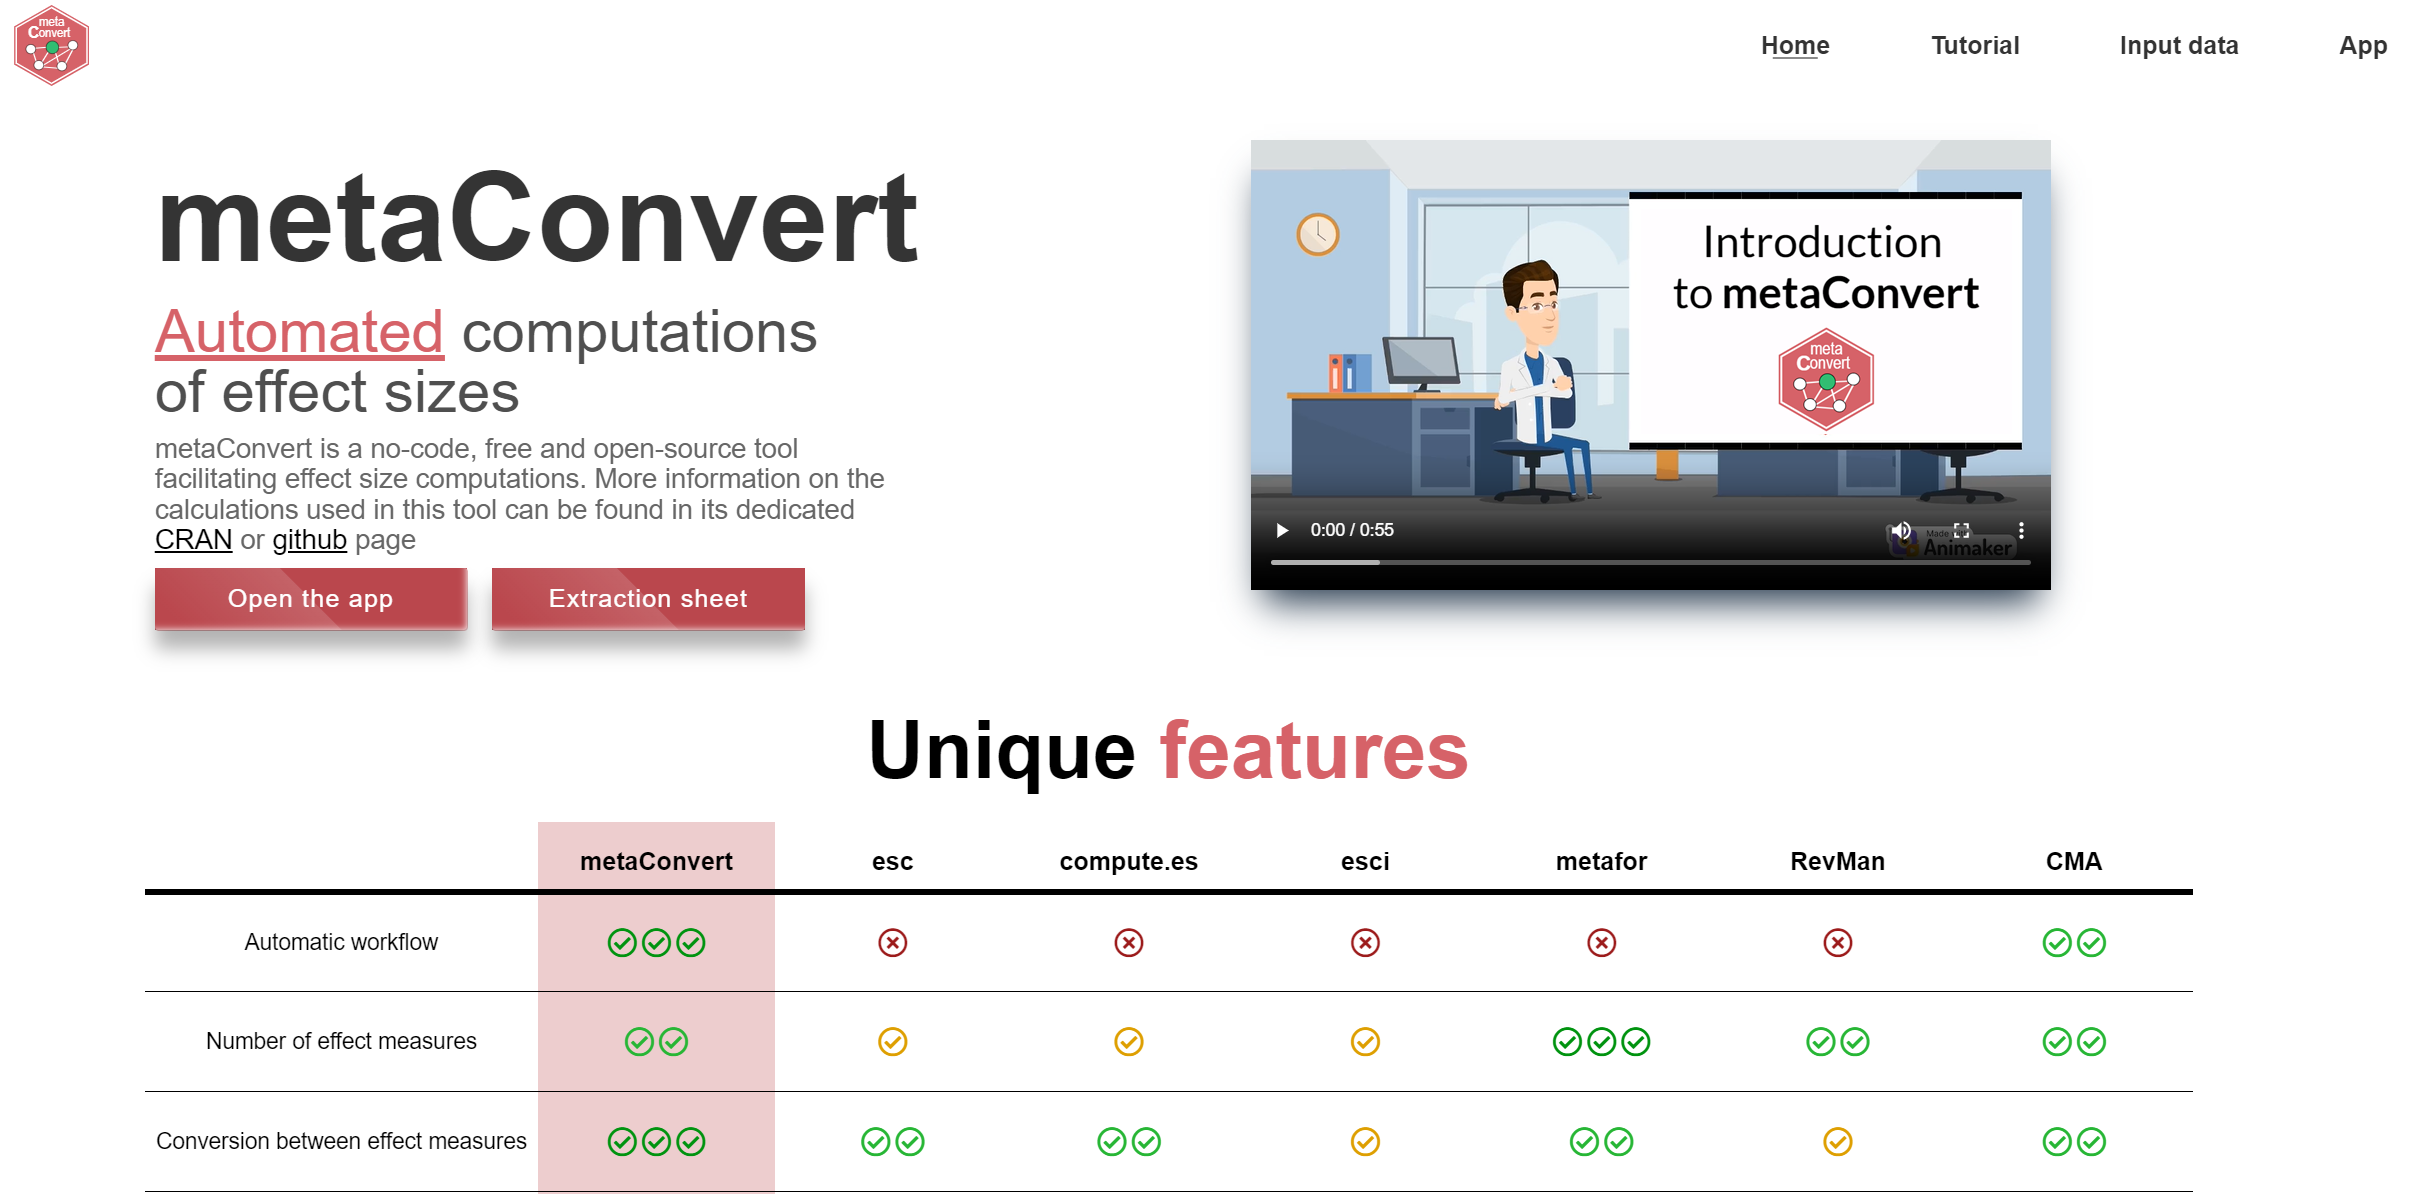 meta
Convert
Home
Tutorial
Input data
App
metaConvert
Automated computations
of effect sizes
metaConvert is a no-code, free and open-source tool
facilitating effect size computations. More information on the
calculations used in this tool can be found in its dedicated
CRAN or github page
Open the app
Extraction sheet
Introduction
to metaConvert
meta
Convert
0:00 / 0:55
Animaker
Unique features
metaConvert
esc
compute.es
esci
metafor
RevMan
CMA
Automatic workflow
Number of effect measures
Conversion between effect measures